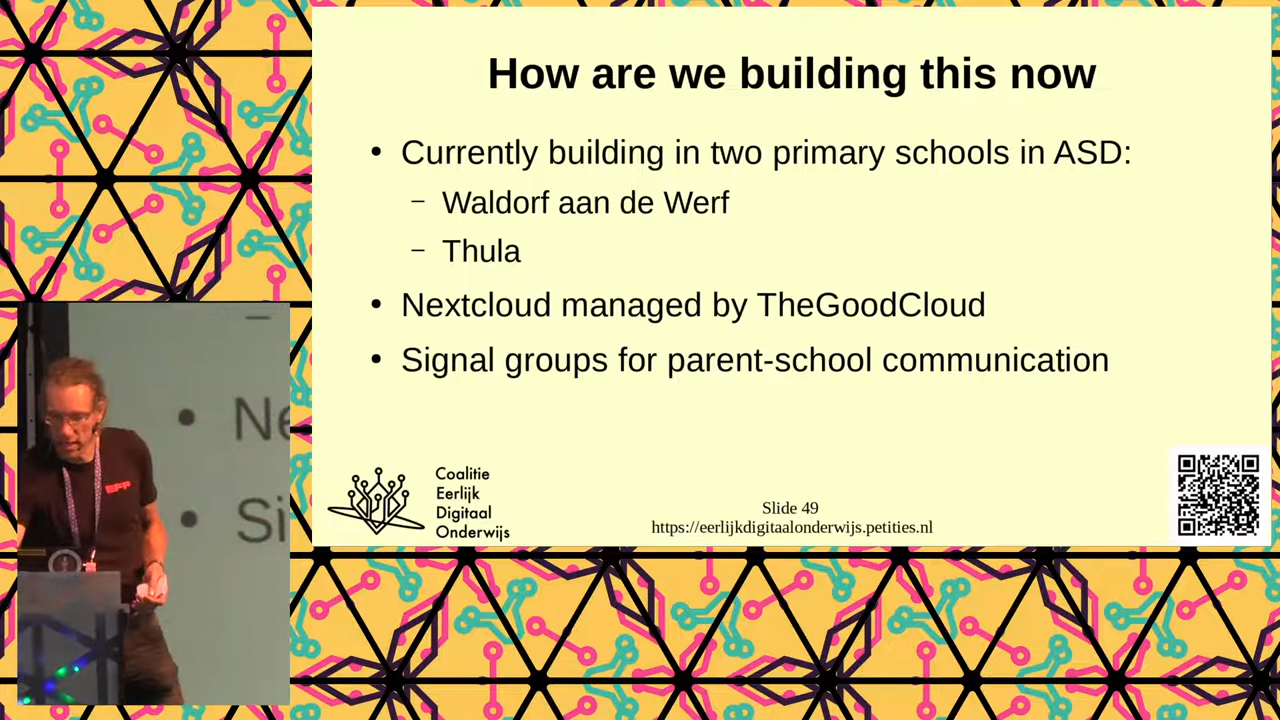 How are we building this now
• Currently building in two primary schools in ASD:
– Waldorf aan de Werf
– Thula
• Nextcloud managed by TheGoodCloud
• Signal groups for parent-school communication
Coalitie
Eerlijk
Digitaal
Onderwijs
Slide 49
https://eerlijkdigitaalonderwijs.petities.nl
• Ne
• Si